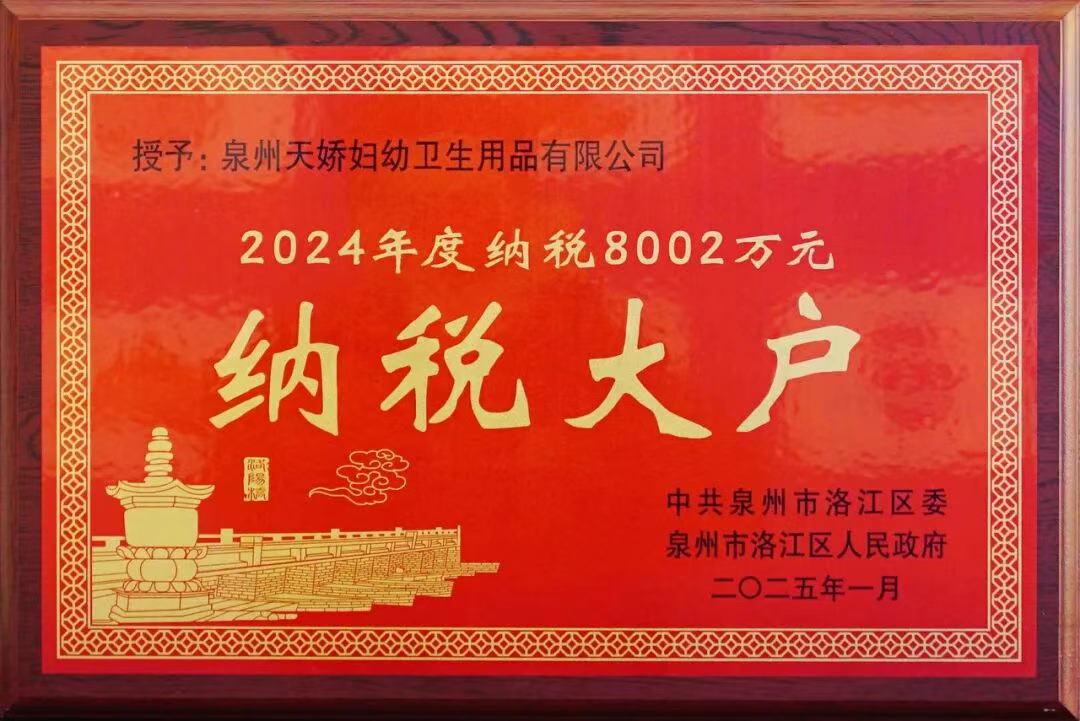 授予：泉州天娇妇幼卫生用品有限公司
2024年度纳税8002万元
纳税大户
洛陽橋
中共泉州市洛江区委
泉州市洛江区人民政府
二〇二五年一月